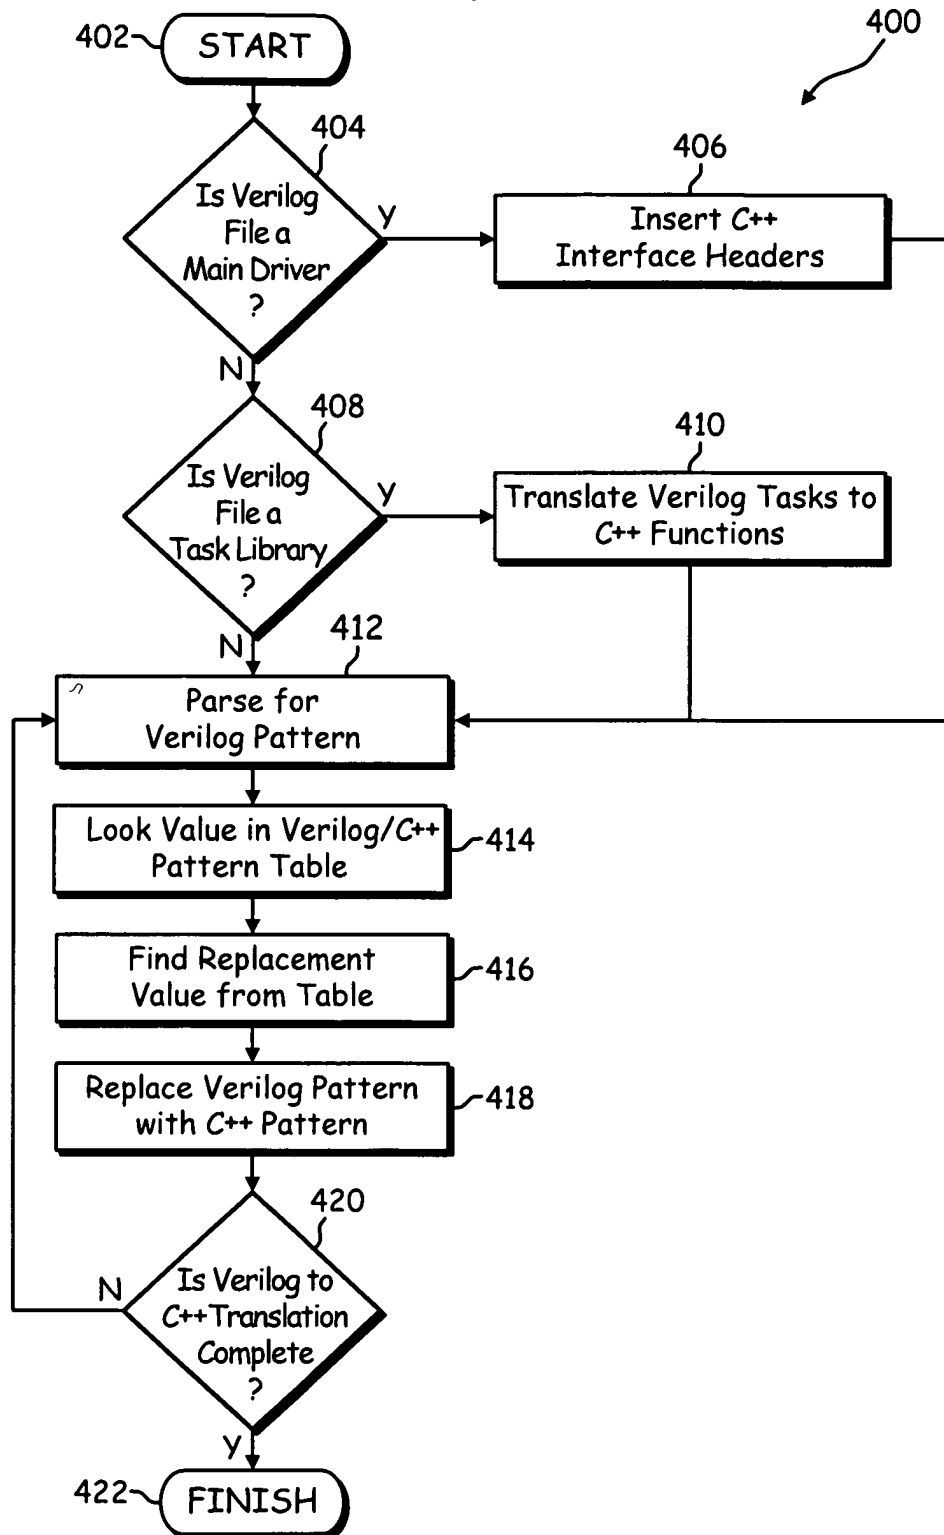 400
402
START
404
Is Verilog
File a
Main Driver
?
Y
N
406
Insert C++
Interface Headers
408
Is Verilog
File a
Task Library
?
Y
N
410
Translate Verilog Tasks to
C++ Functions
412
Parse for
Verilog Pattern
Look Value in Verilog/C++
Pattern Table
414
Find Replacement
Value from Table
416
Replace Verilog Pattern
with C++ Pattern
418
420
Is Verilog to
C++ Translation
Complete
?
N
Y
422
FINISH